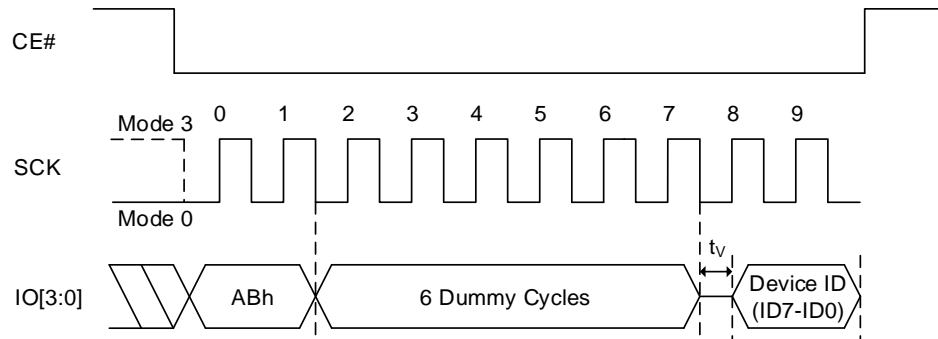 CE#
0 1 2 3 4 5 6 7 8 9
Mode 3
SCK
Mode 0
tV
IO[3:0]
ABh
6 Dummy Cycles
Device ID
(ID7-ID0)